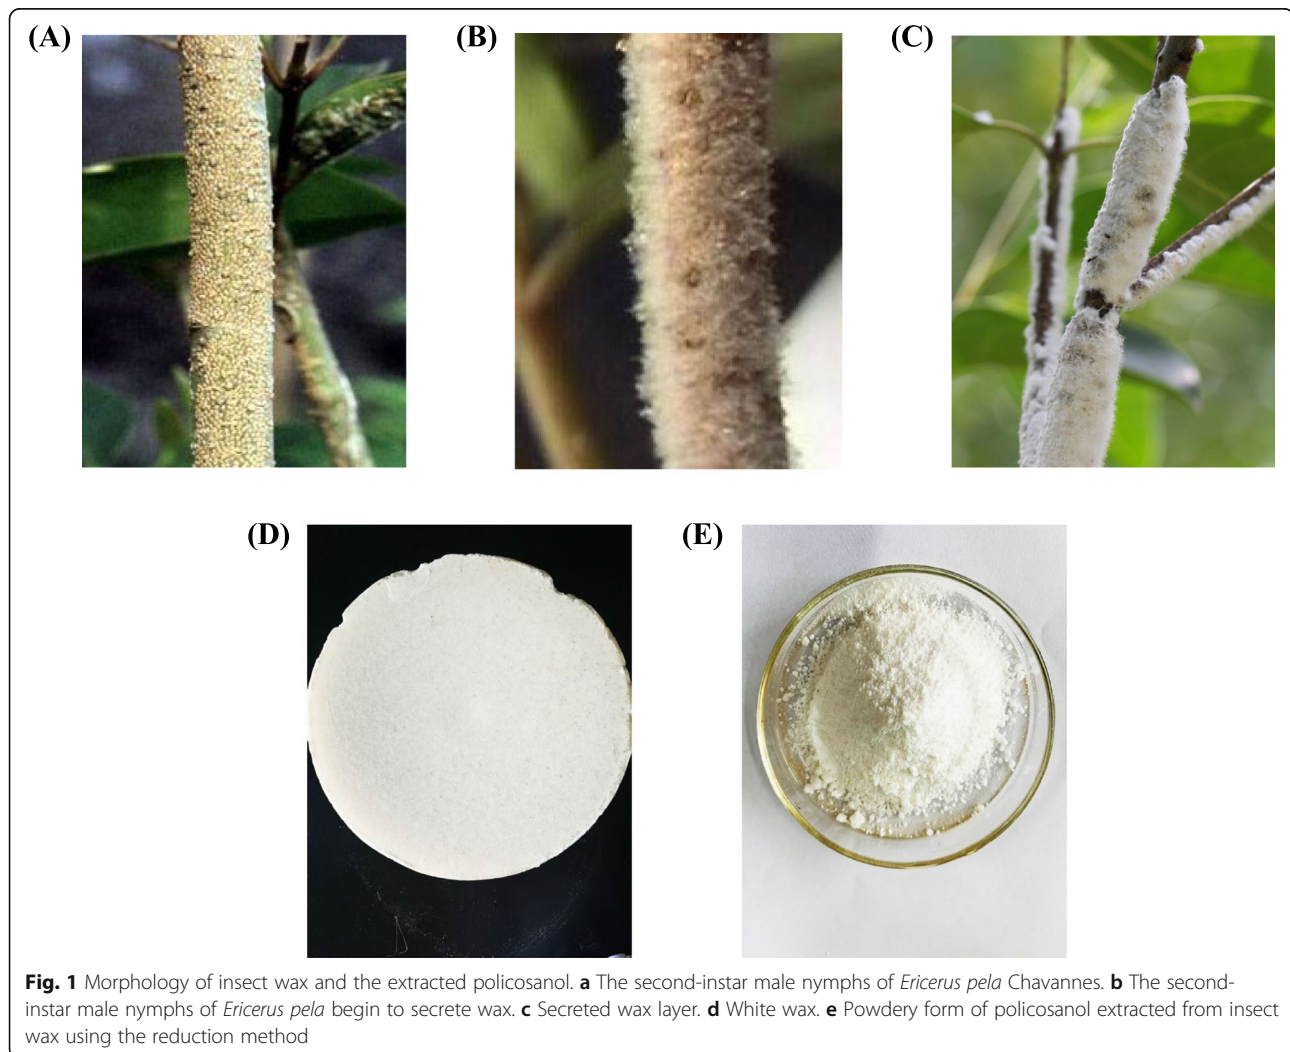 (A)
(B)
(C)
(D)
(E)
Fig. 1 Morphology of insect wax and the extracted policosanol. a The second-instar male nymphs of Ericerus pela Chavannes. b The second-
instar male nymphs of Ericerus pela begin to secrete wax. c Secreted wax layer. d White wax. e Powdery form of policosanol extracted from insect
wax using the reduction method